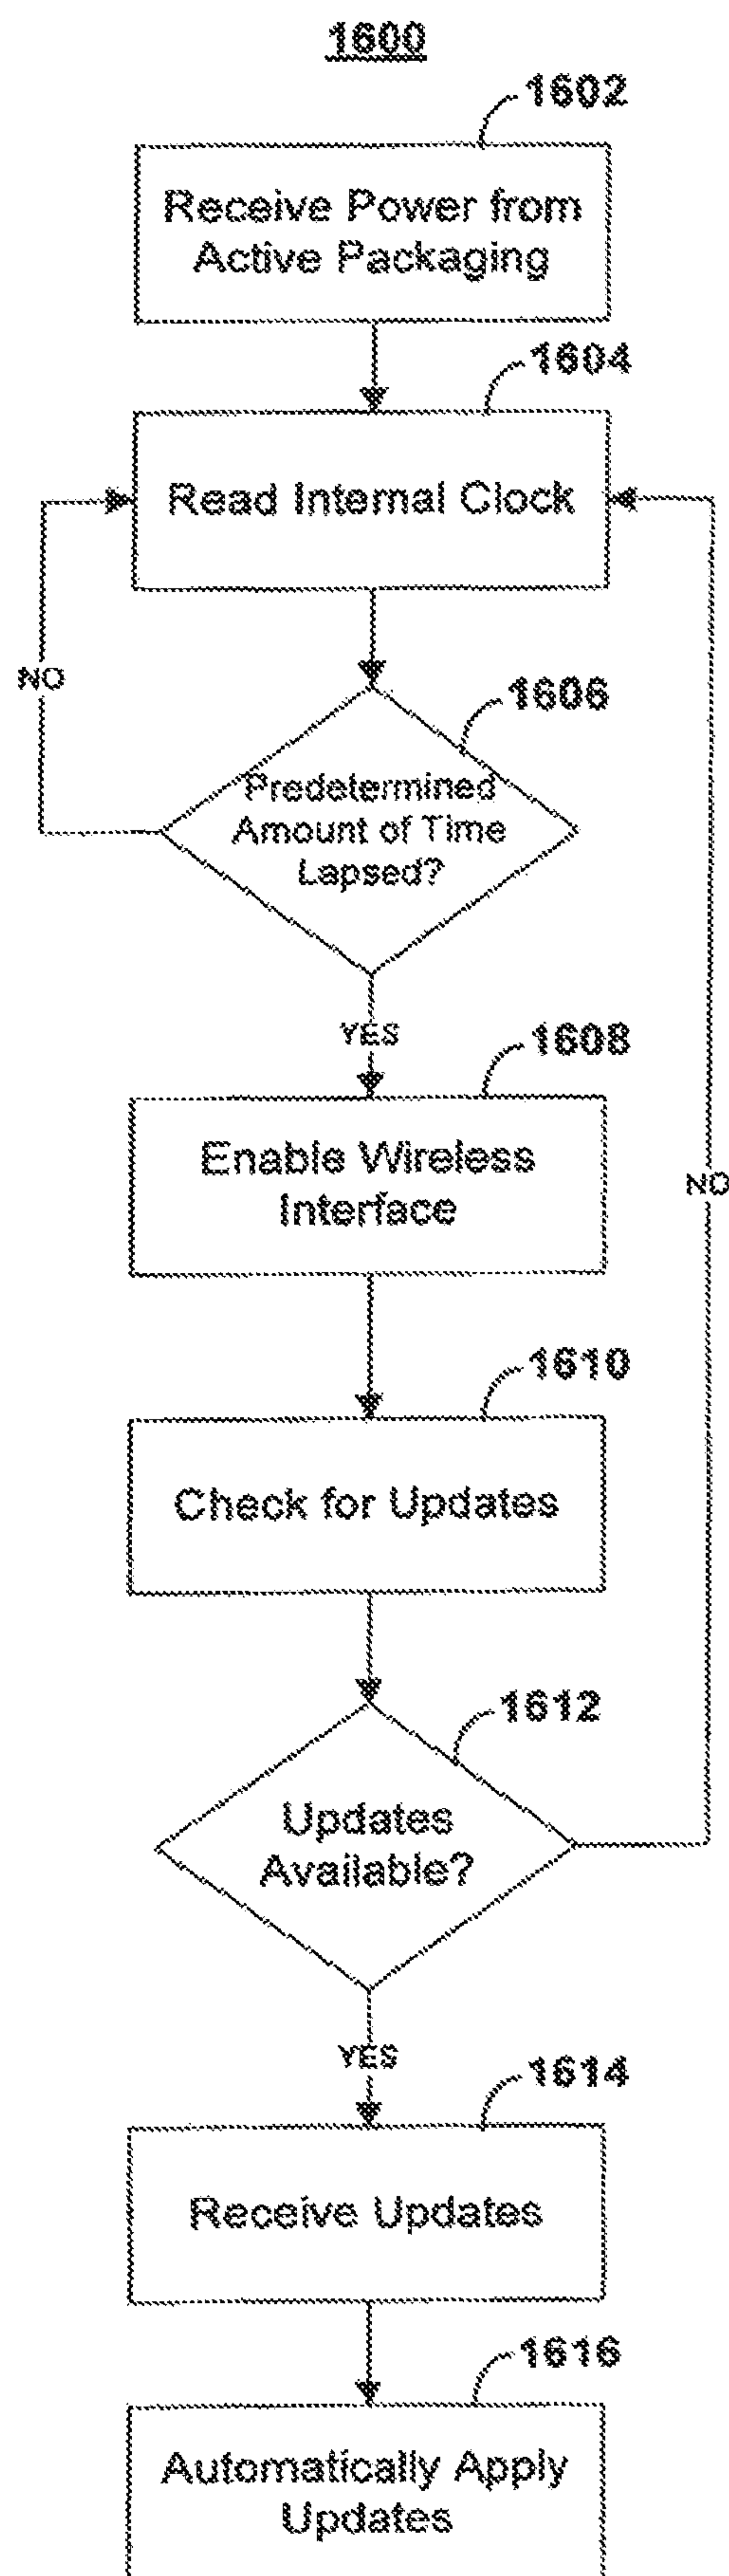 1600
1602
Receive Power from
Active Packaging
1604
Read Internal Clock
NO
1606
Predetermined
Amount of Time
Lapsed?
YES
1608
Enable Wireless
Interface
NO
1610
Check for Updates
1612
Updates
Available?
YES
1614
Receive Updates
1616
Automatically Apply
Updates